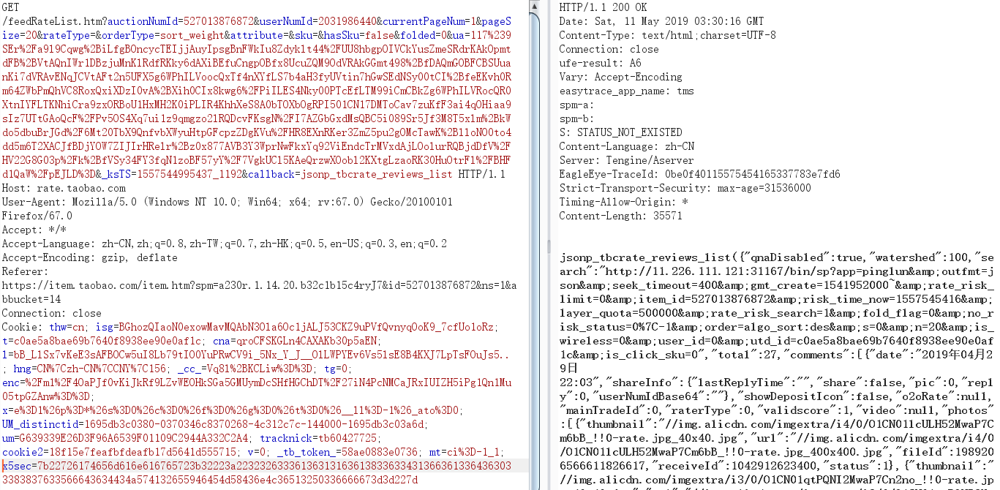 GET
/feedRateList.htm?auctionNumId=527013876872&userNumId=2031986440&currentPageNum=1&pageS
ize=20&rateType=&orderType=sort_weight&attribute=&sku=&hasSku=false&folded=0&ua=117%239
SEr%2Fa919Cqwg%2BiLfgBOncycTEIjjAuyIpsgBnFWkIu8Zdyk1t44%2FUU8hbgpOIVCkYusZmeSRdrKAkOpmt
dFB%2BVtAQnIWr1DBzjuMnK1RdfRKky6dAXiBEfuCngpOBfx8UcuZQM9OdVRAkGGmt498%2BfDAQmGOBFCBSUua
nKi7dVRAvENqJCVtAFt2n5UFX5g6WPhILVoocQxTf4nXYfLS7b4aH3fyUVtin7hGwSEdNSy00tCI%2BfeEKvh0R
m64ZWbPmQhVC8RoxQxiXDzI0vA%2BXih0CIx8kwg6%2FPiILES4Nky00PTcEfLTM99iCmCBkZg6WPhILVRocQR0
XtnIYFLTKNhiCra9zxORBoU1HxMH2K0iPLIR4KhhXeS8A0bTOXbOgRPI501CN17DMToCav7zuKfF3ai4qOHiaa9
sIz7UTtGAoQcF%2FPv5OS4Xq7ui1z9qmgzo21RQDcvFKsgN%2FI7AZGbGxdMsQBC5i089Sr5Jf3M8T5x1m%2BkW
do5dbuBrJGd%2F6Mt20TbX9QnfvbXWyuHtpGFcpzZDgKVu%2FHR8EXnRKer3ZmZ5pu2gOMcTawK%2B1loNO0to4
dd5m6T2XACJfBDjYOW7ZIJIrHRe1r%2Bz0x877AVB3Y3WprNwFkxYq92ViEndcTrMVxdAjLOo1urRQBjdDfV%2F
HV22G8G03p%2Fk%2BfVSy34FY3fqN1zoBF57yY%2F7VgkUC15KAeQrzwXOob12KXtgLzaoRK30HuOtrF1%2FBHF
d1QaW%2FpEJLD%3D&_ksTS=1557544995437_1192&callback=jsonp_tbcrate_reviews_list HTTP/1.1
Host: rate.taobao.com
User-Agent: Mozilla/5.0 (Windows NT 10.0; Win64; x64; rv:67.0) Gecko/20100101
Firefox/67.0
Accept: */*
Accept-Language: zh-CN,zh;q=0.8,zh-TW;q=0.7,zh-HK;q=0.5,en-US;q=0.3,en;q=0.2
Accept-Encoding: gzip, deflate
Referer:
https://item.taobao.com/item.htm?spm=a230r.1.14.20.b32c1b15c4ryJ7&id=527013876872&ns=1&a
bbucket=14
Connection: close
Cookie: thw=cn; isg=BGhozQIaoN0exowMavMQAbN3O1a6Oc1jALJ53CKZ9uPVfQvnyqOoK9_7cfUo1oRz;
t=c0ae5a8bae69b7640f8938ee90e0af1c; cna=qroCFSKGLn4CAXAKb30p5aEN;
l=bB_L1Sx7vKeE3sAFBOCw5uI8Lb79tIO0YuPRwCV9i_5Nx_Y_J__O1LWPYEv6Vs51sE8B4KXJ7LpTsFOuJs5..
; hng=CN%7Czh-CN%7CCNY%7C156; _cc_=Vq81%2BKCLiw%3D%3D; tg=0;
enc=%2Fm1%2F4OaPJf0vKiJkRf9LZvWEOHkSGa5GMUymDcSHfHGChDT%2F27iN4PcNMCaJRxIUIZH5iPg1Qn1Mu
05tpGZAnw%3D%3D;
x=e%3D1%26p%3D*%26s%3D0%26c%3D0%26f%3D0%26g%3D0%26t%3D0%26__ll%3D-1%26_ato%3D0;
UM_distinctid=1695db3c0380-0370346c8370268-4c312c7c-144000-1695db3c03a6d;
um=G639339E26D3F96A6539F01109C2944A332C2A4; tracknick=tb60427725;
cookie2=18f15e7feafbfdeafb17d5641d555715; v=0; _tb_token_=58ae0883e0736; mt=ci%3D-1_1;
x5sec=7b22726174656d616e616765723b32223a223232633361363131636138336334313663613364363 03
338383763356664363443 4a574132655946454d58436e4c36513250336666673d3d227d
HTTP/1.1 200 OK
Date: Sat, 11 May 2019 03:30:16 GMT
Content-Type: text/html;charset=UTF-8
Connection: close
ufe-result: A6
Vary: Accept-Encoding
easytrace_app_name: tms
spm-a:
spm-b:
S: STATUS_NOT_EXISTED
Content-Language: zh-CN
Server: Tengine/Aserver
EagleEye-TraceId: 0be0f40115575454165337783e7fd6
Strict-Transport-Security: max-age=31536000
Timing-Allow-Origin: *
Content-Length: 35571
jsonp_tbcrate_reviews_list({"qnaDisabled":true,"watershed":100,"se
arch":"http://11.226.111.121:31167/bin/sp?app=pinglun&amp;outfmt=j
son&amp;seek_timeout=400&amp;gmt_create=1541952000~&amp;rate_risk_
limit=0&amp;item_id=527013876872&amp;risk_time_now=1557545416&amp;
layer_quota=500000&amp;rate_risk_search=1&amp;fold_flag=0&amp;no_r
isk_status=0%7C-1&amp;order=algo_sort:des&amp;s=0&amp;n=20&amp;is_
wireless=0&amp;user_id=0&amp;utd_id=c0ae5a8bae69b7640f8938ee90e0af
1c&amp;is_click_sku=0","total":27,"comments":[{"date":"2019年04月2
9日
22:03","shareInfo":{"lastReplyTime":"","share":false,"pic":0,"repl
y":0,"userNumIdBase64":""},"showDepositIcon":false,"o2oRate":null,
"mainTradeId":0,"raterType":0,"validscore":1,"video":null,"photos"
:[{"thumbnail":"//img.alicdn.com/imgextra/i4/0/O1CN011cULH52MwaP7C
m6bB_!!0-rate.jpg_40x40.jpg","url":"//img.alicdn.com/imgextra/i4/0
/O1CN011cULH52MwaP7Cm6bB_!!0-rate.jpg_400x400.jpg","fileId":198920
6566611826617,"receiveId":1042912623400,"status":1},{"thumbnail":"
//img.alicdn.com/imgextra/i3/0/O1CN01qtPQNI2MwaP7Cn2no_!!0-rate.jp